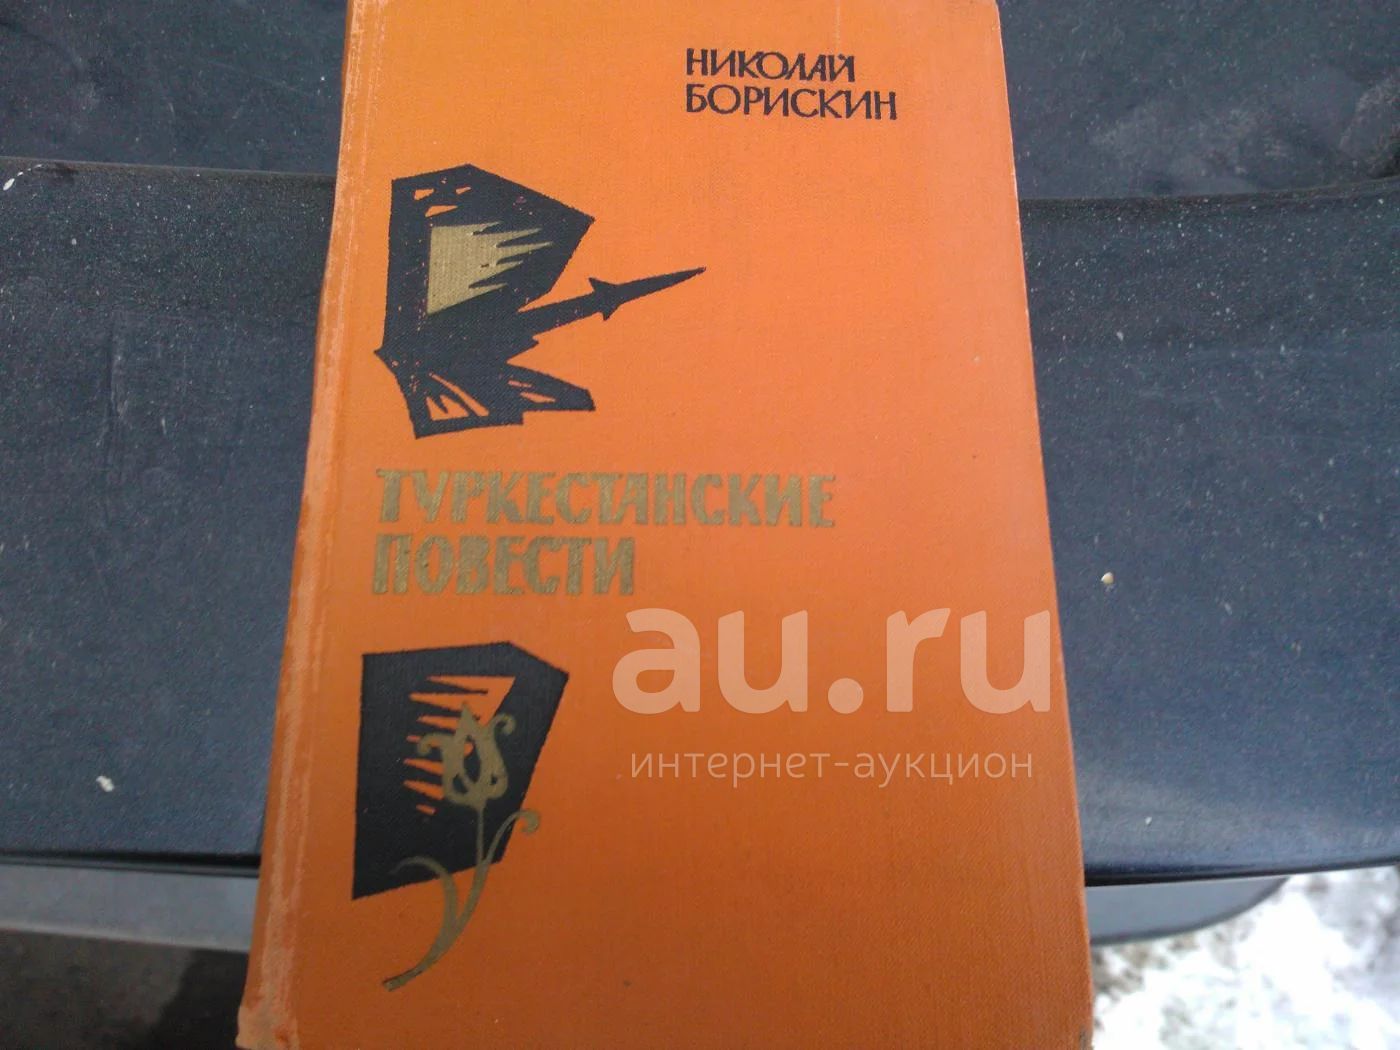 НИКОЛАЙ
БОРИСКИН
ТУРКЕСТАНСКИЕ
ПОВЕСТИ
au.ru
интернет-аукцион